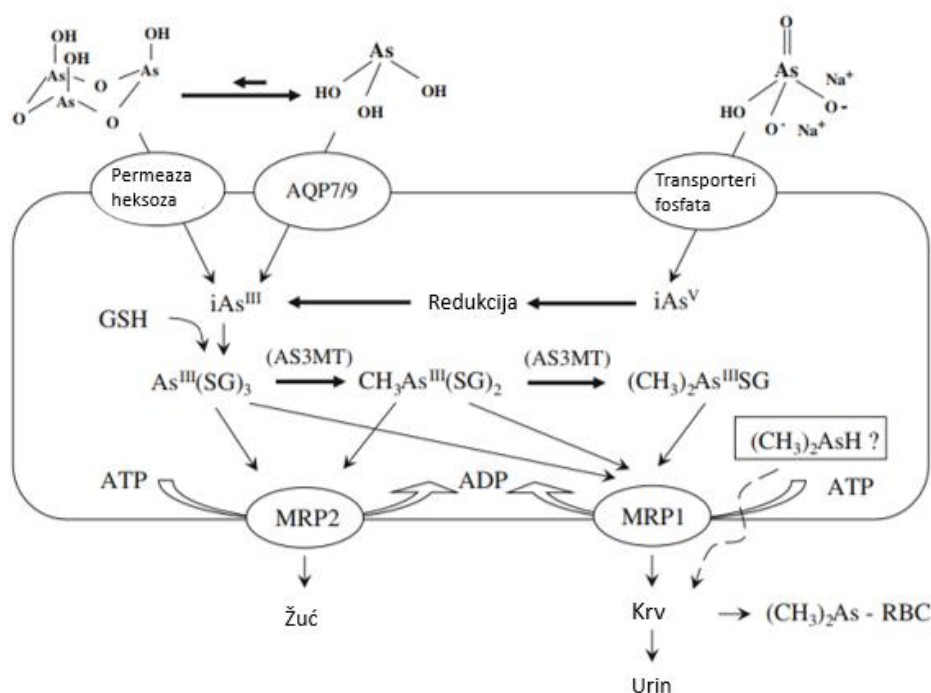 OH OH
OH
As As
As
O
O
O
As
HO OH
OH
O
As Na⁺
HO O-
O⁻ Na⁺
Permeaza
heksoza
AQP7/9
Transporteri
fosfata
iAsᴵᴵᴵ Redukcija iAsⱽ
GSH
(AS3MT) (AS3MT)
Asᴵᴵᴵ(SG)₃ CH₃Asᴵᴵᴵ(SG)₂ (CH₃)₂AsᴵᴵᴵSG
(CH₃)₂AsH ?
ATP ADP ATP
MRP2 MRP1
Žuć Krv (CH₃)₂As - RBC
Urin